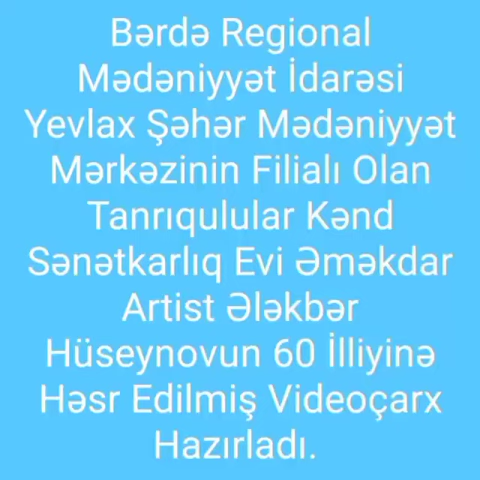 Bərdə Regional
Mədəniyyət İdarəsi
Yevlax Şəhər Mədəniyyət
Mərkəzinin Filialı Olan
Tanrıqulular Kənd
Sənətkarlıq Evi Əməkdar
Artist Ələkbər
Hüseynovun 60 İlliyinə
Həsr Edilmiş Videoçarx
Hazırladı.